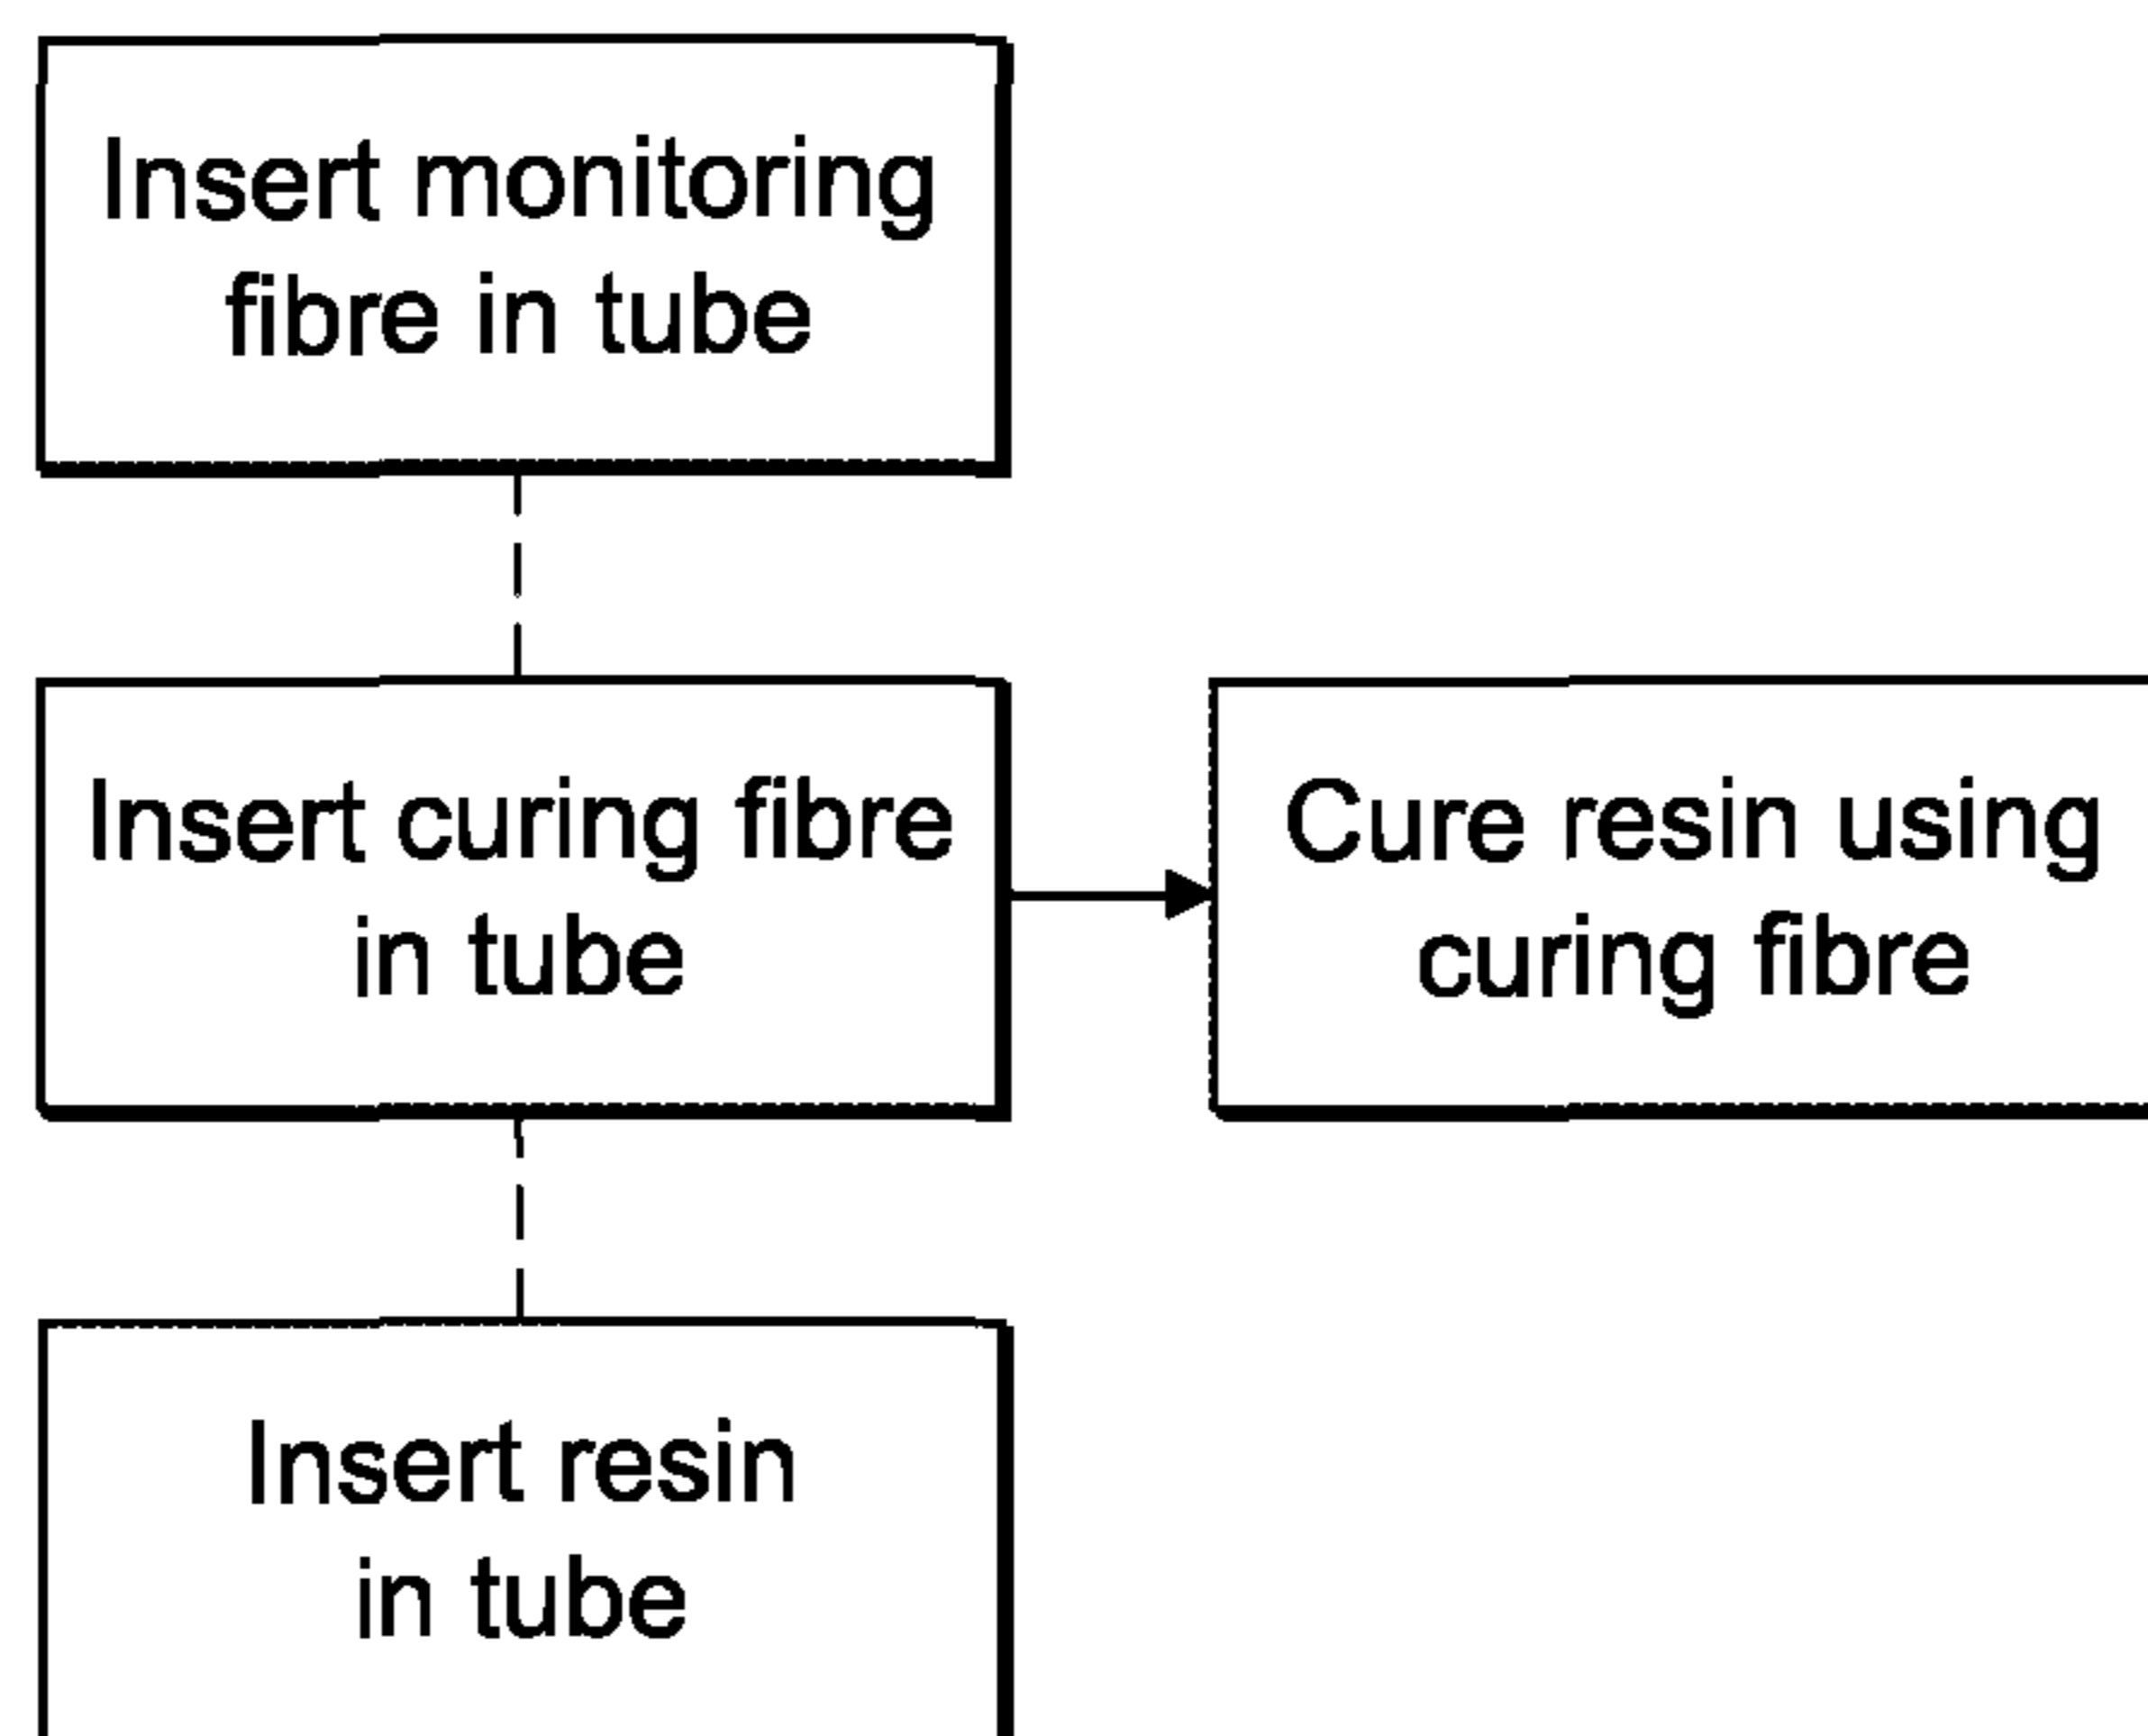 Insert monitoring
fibre in tube
Insert curing fibre
in tube
Cure resin using
curing fibre
Insert resin
in tube